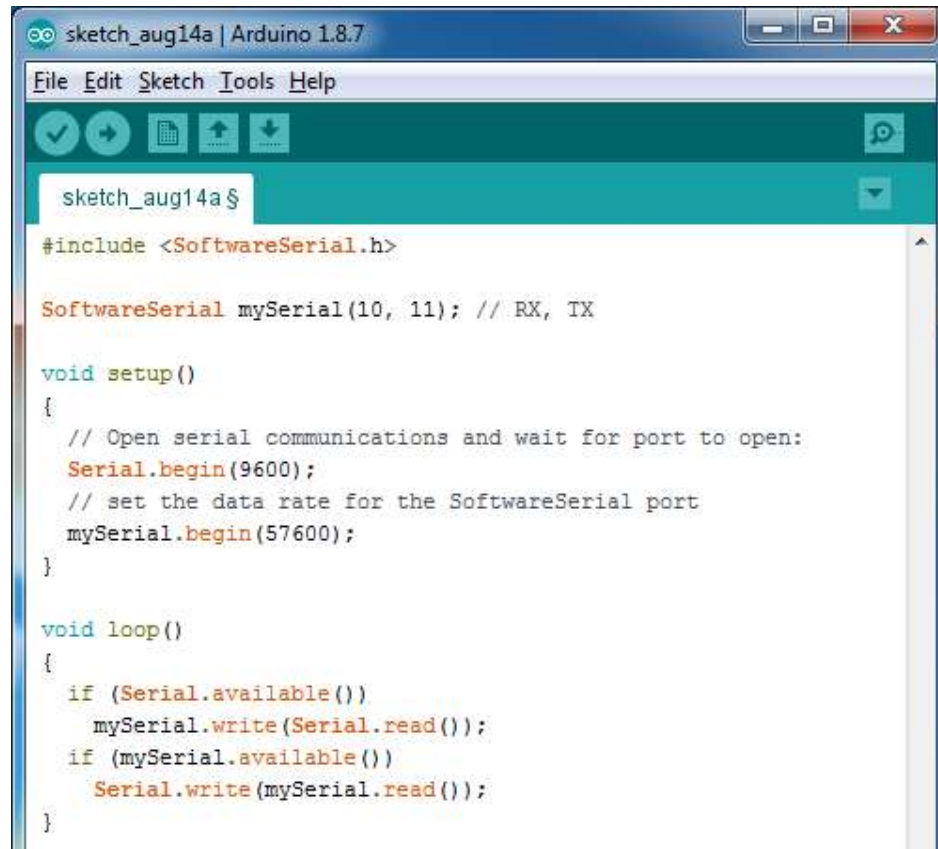 sketch_aug14a | Arduino 1.8.7
File Edit Sketch Tools Help
sketch_aug14a §
#include <SoftwareSerial.h>
SoftwareSerial mySerial(10, 11); // RX, TX
void setup()
{
  // Open serial communications and wait for port to open:
  Serial.begin(9600);
  // set the data rate for the SoftwareSerial port
  mySerial.begin(57600);
}
void loop()
{
  if (Serial.available())
    mySerial.write(Serial.read());
  if (mySerial.available())
    Serial.write(mySerial.read());
}